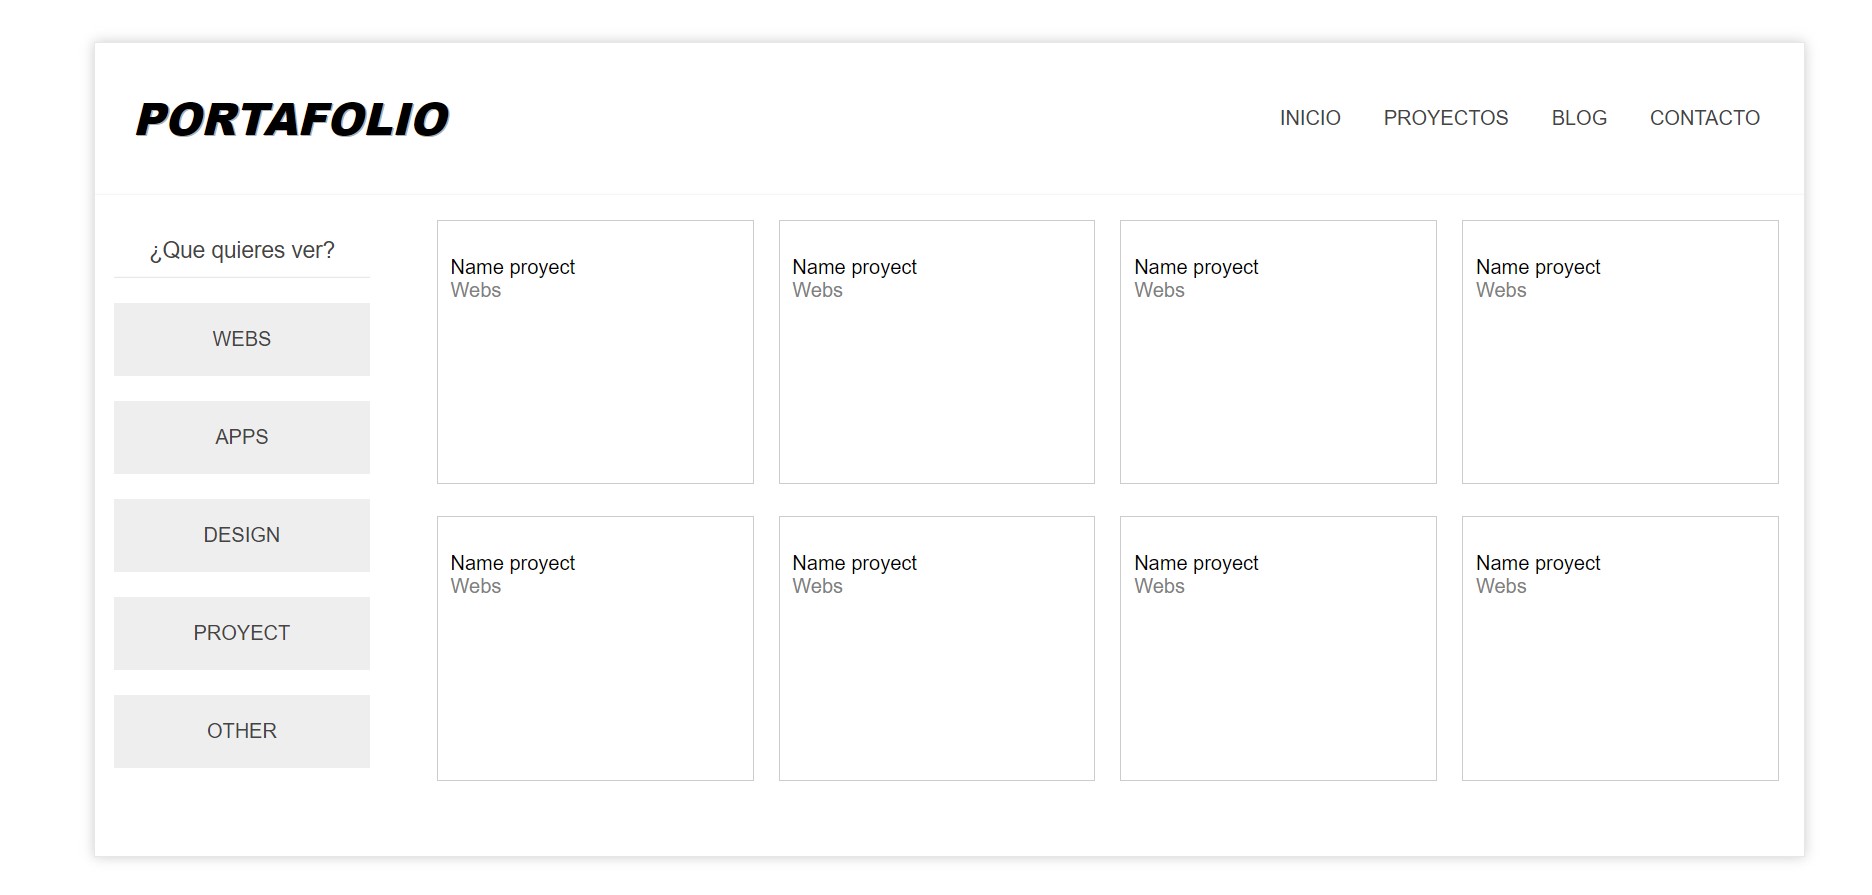 PORTAFOLIO
INICIO PROYECTOS BLOG CONTACTO
¿Que quieres ver?
WEBS
APPS
DESIGN
PROYECT
OTHER
Name proyect
Webs
Name proyect
Webs
Name proyect
Webs
Name proyect
Webs
Name proyect
Webs
Name proyect
Webs
Name proyect
Webs
Name proyect
Webs